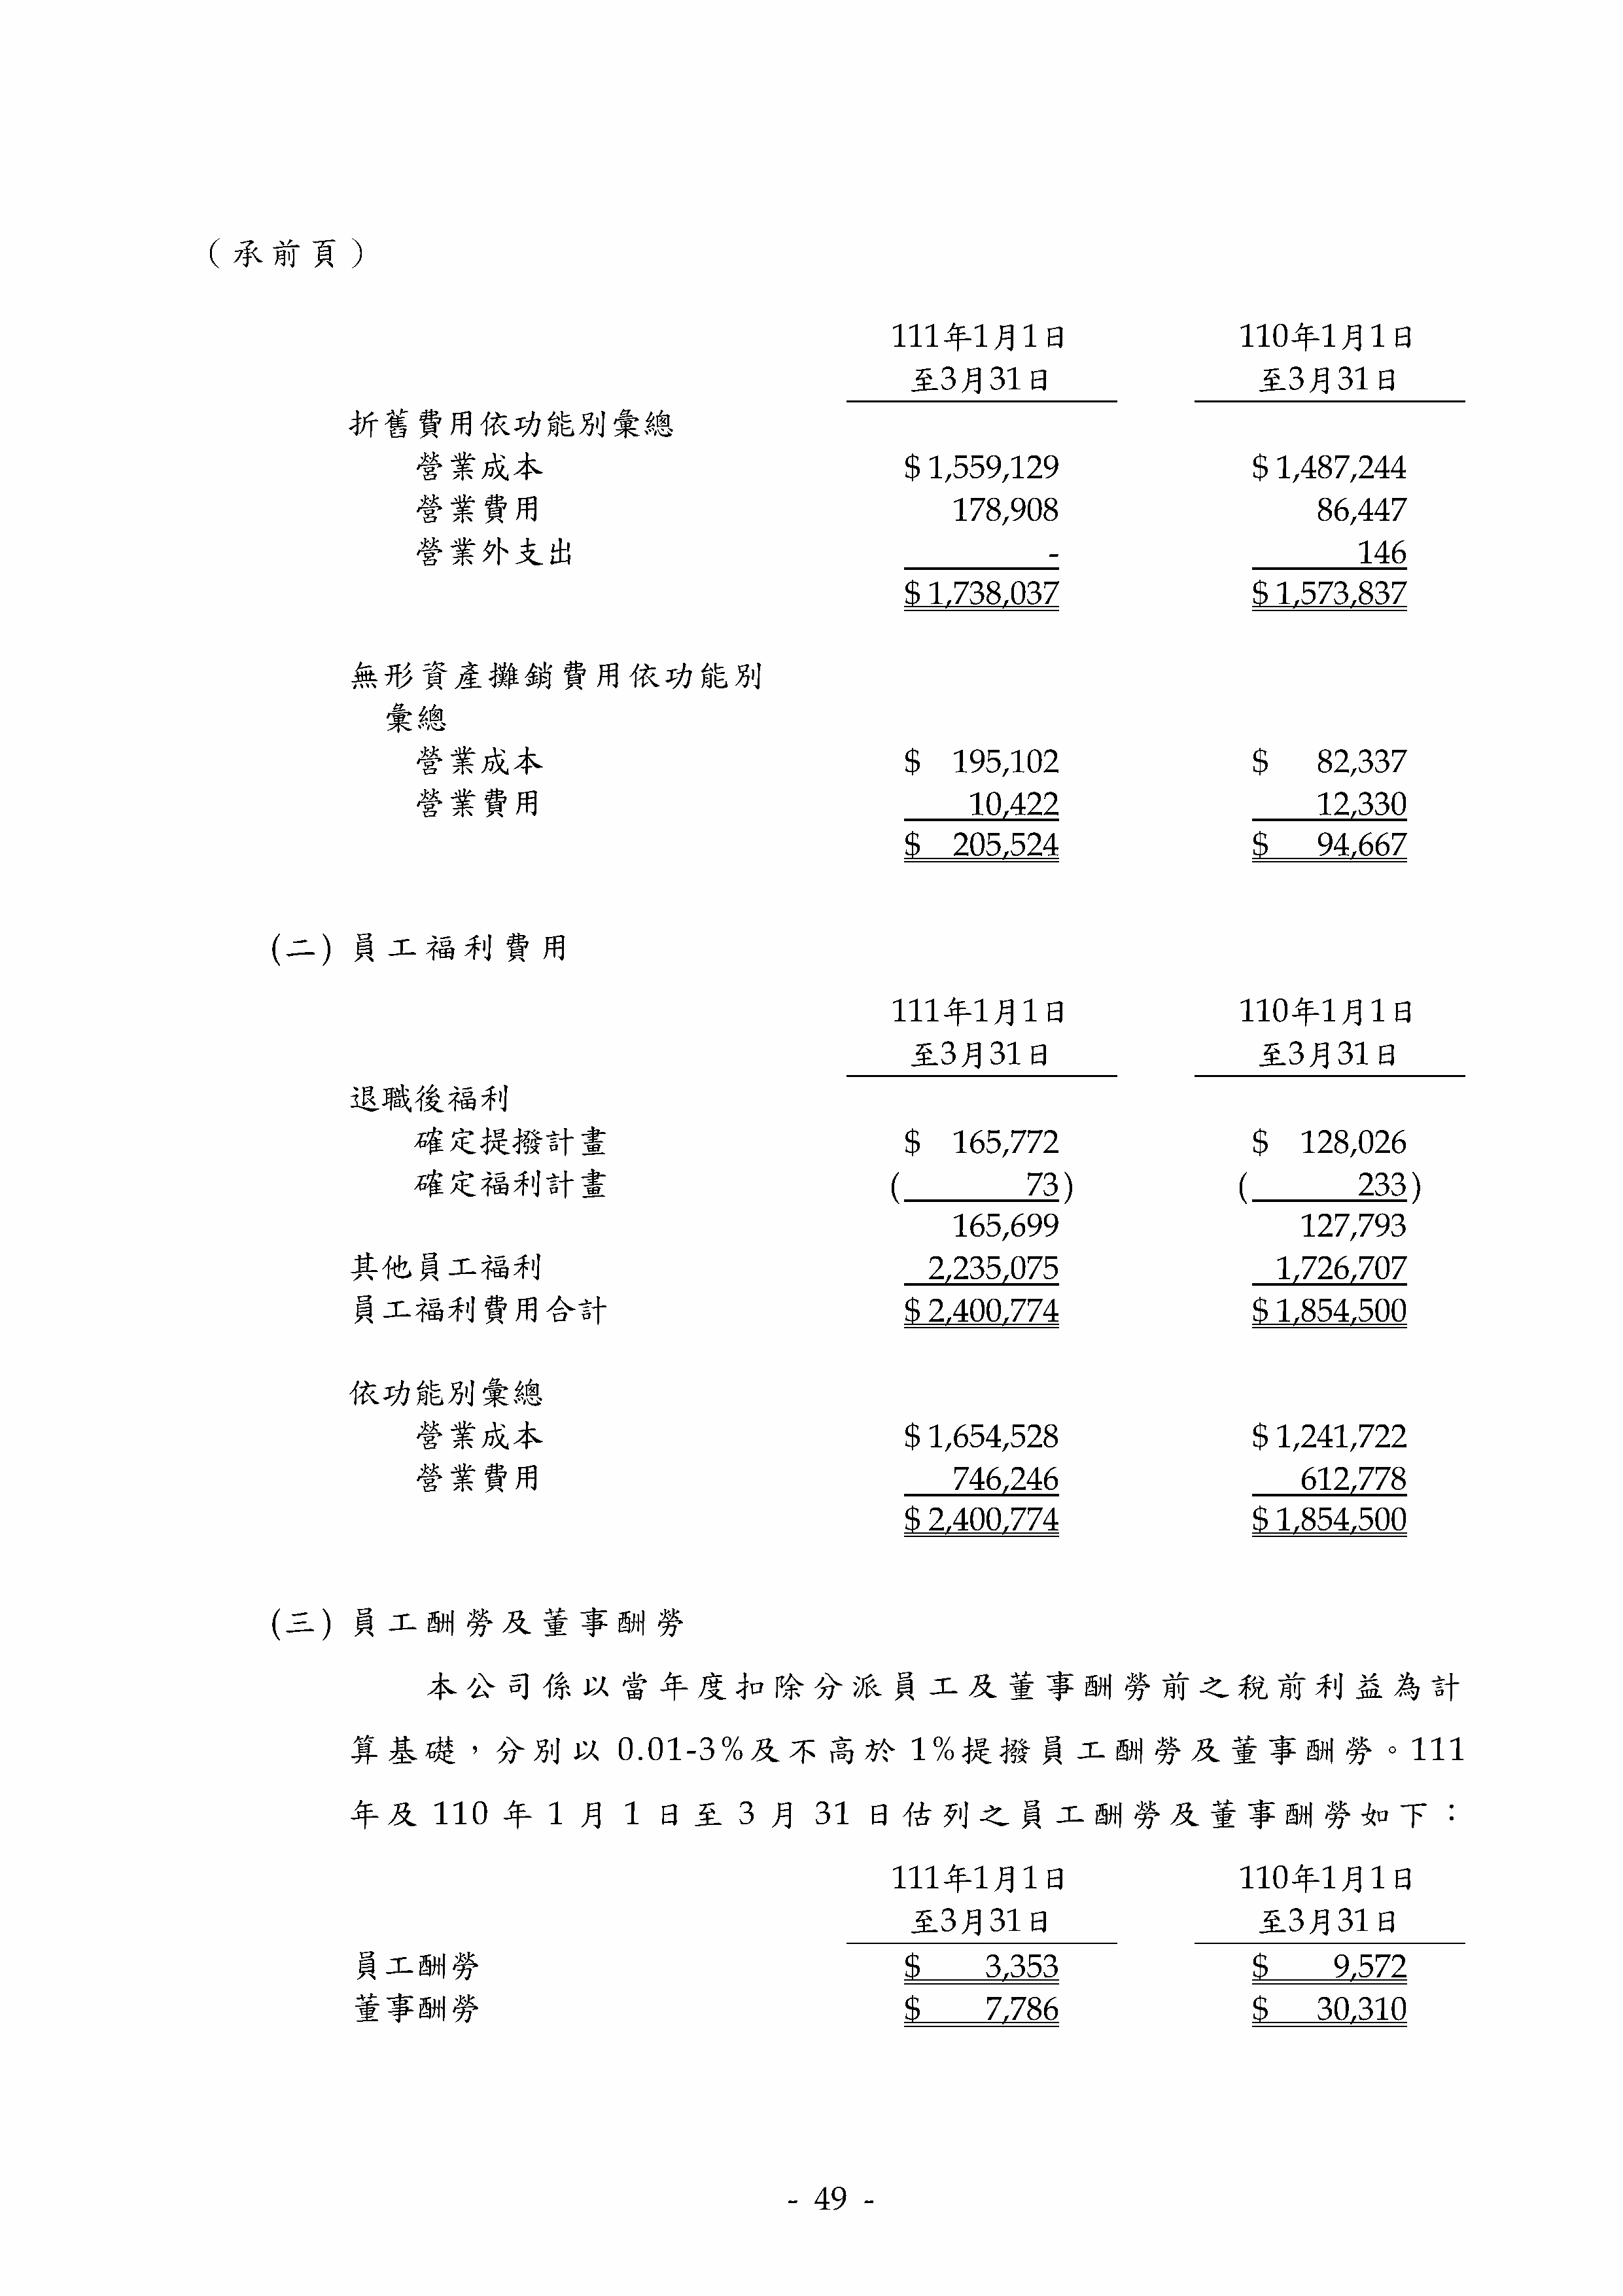 （承前頁）
111年1月1日 110年1月1日
至3月31日 至3月31日
折舊費用依功能別彙總
營業成本 $ 1,559,129 $ 1,487,244
營業費用 178,908 86,447
營業外支出 - 146
$ 1,738,037 $ 1,573,837
無形資產攤銷費用依功能別
彙總
營業成本 $ 195,102 $ 82,337
營業費用 10,422 12,330
$ 205,524 $ 94,667
(二) 員工福利費用
111年1月1日 110年1月1日
至3月31日 至3月31日
退職後福利
確定提撥計畫 $ 165,772 $ 128,026
確定福利計畫 ( 73) ( 233)
165,699 127,793
其他員工福利 2,235,075 1,726,707
員工福利費用合計 $ 2,400,774 $ 1,854,500
依功能別彙總
營業成本 $ 1,654,528 $ 1,241,722
營業費用 746,246 612,778
$ 2,400,774 $ 1,854,500
(三) 員工酬勞及董事酬勞
本公司係以當年度扣除分派員工及董事酬勞前之稅前利益為計
算基礎，分別以 0.01-3%及不高於 1%提撥員工酬勞及董事酬勞。111
年及 110 年 1 月 1 日至 3 月 31 日估列之員工酬勞及董事酬勞如下：
111年1月1日 110年1月1日
至3月31日 至3月31日
員工酬勞 $ 3,353 $ 9,572
董事酬勞 $ 7,786 $ 30,310
- 49 -